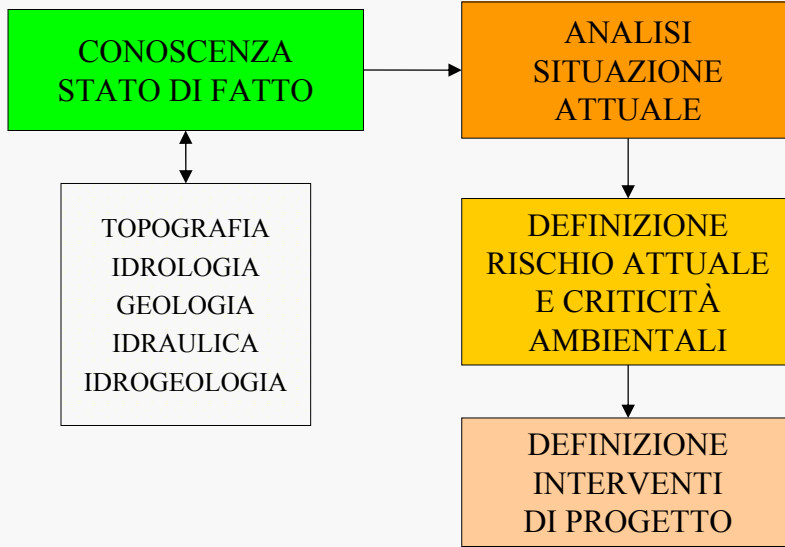 CONOSCENZA
STATO DI FATTO
ANALISI
SITUAZIONE
ATTUALE
TOPOGRAFIA
IDROLOGIA
GEOLOGIA
IDRAULICA
IDROGEOLOGIA
DEFINIZIONE
RISCHIO ATTUALE
E CRITICITÀ
AMBIENTALI
DEFINIZIONE
INTERVENTI
DI PROGETTO